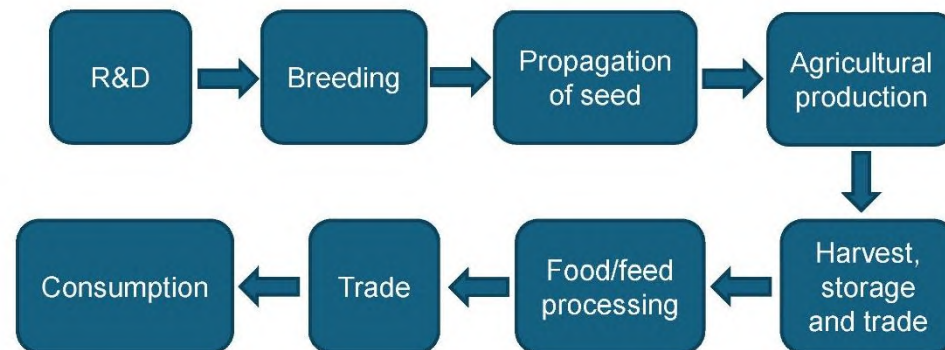 R&D
Breeding
Propagation
of seed
Agricultural
production
Harvest,
storage
and trade
Food/feed
processing
Trade
Consumption